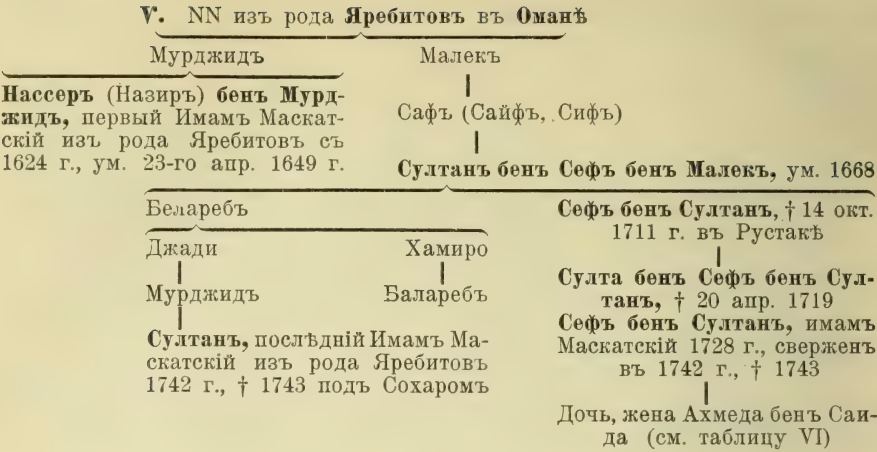 V. NN изъ рода Яребитовъ въ Оманѣ
Мурджидъ
Малекъ
Нассеръ (Назиръ) бенъ Мурд-
жидъ, первый Имамъ Маскат-
скій изъ рода Яребитовъ съ
1624 г., ум. 23-го апр. 1649 г.
Сафъ (Сайфъ, Сифъ)
Султанъ бенъ Сефъ бенъ Малекъ, ум. 1668
Беларебъ
Джади
Хамиро
Мурджидъ
Баларебъ
Султанъ, послѣдній Имамъ Ма-
скатскій изъ рода Яребитовъ
1742 г., † 1743 подъ Сохаромъ
Сефъ бенъ Султанъ, † 14 окт.
1711 г. въ Рустакѣ
Султа бенъ Сефъ бенъ Сул-
танъ, † 20 апр. 1719
Сефъ бенъ Султанъ, имамъ
Маскатскій 1728 г., сверженъ
въ 1742 г., † 1743
Дочь, жена Ахмеда бенъ Саи-
да (см. таблицу VI)